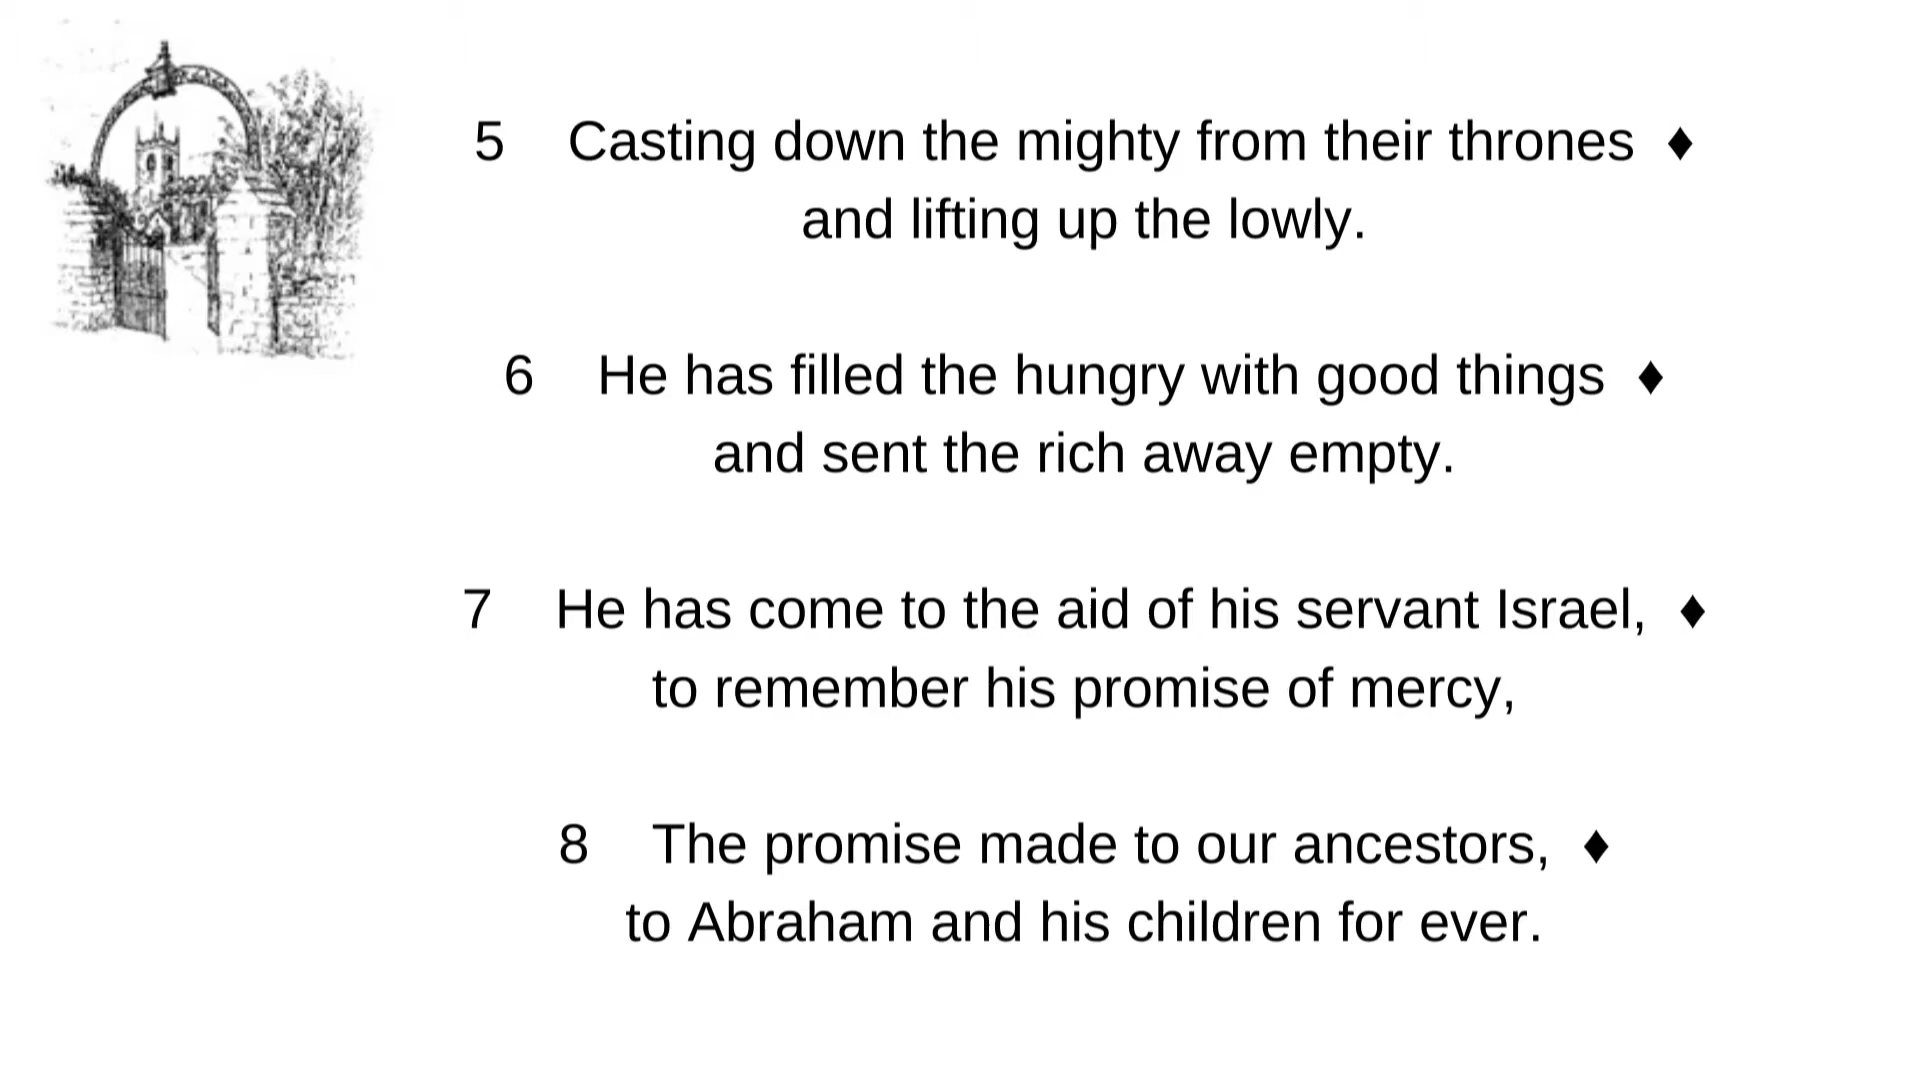 5 Casting down the mighty from their thrones ♦
and lifting up the lowly.
6 He has filled the hungry with good things ♦
and sent the rich away empty.
7 He has come to the aid of his servant Israel, ♦
to remember his promise of mercy,
8 The promise made to our ancestors, ♦
to Abraham and his children for ever.